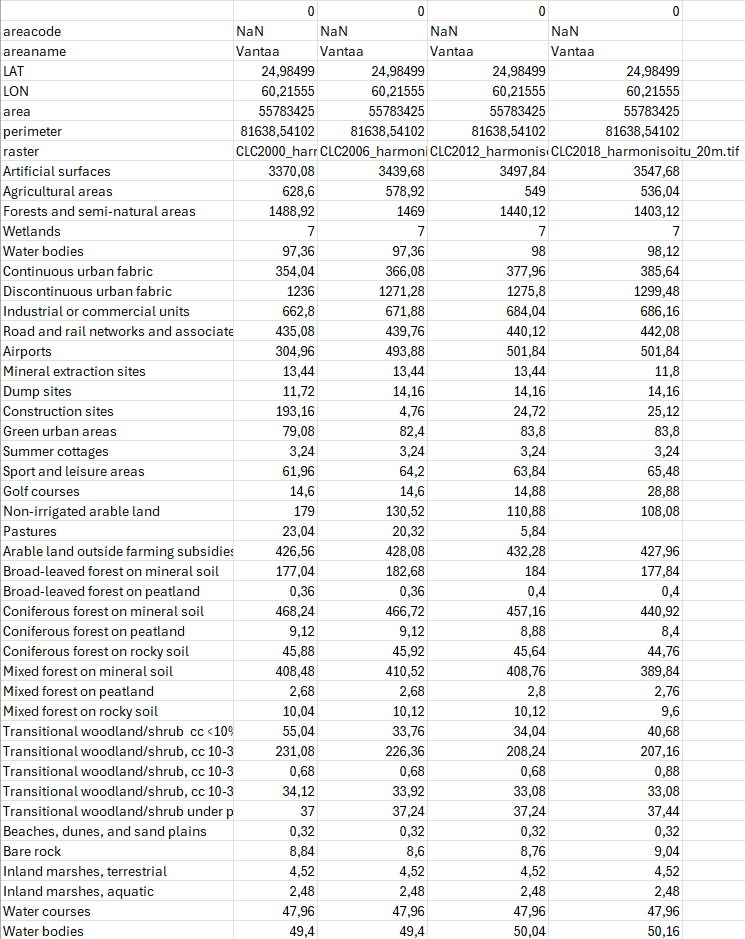 0 0 0 0
areacode NaN NaN NaN NaN
areaname Vantaa Vantaa Vantaa Vantaa
LAT 24,98499 24,98499 24,98499 24,98499
LON 60,21555 60,21555 60,21555 60,21555
area 55783425 55783425 55783425 55783425
perimeter 81638,54102 81638,54102 81638,54102 81638,54102
raster CLC2000_harr CLC2006_harmoni CLC2012_harmonis CLC2018_harmonisoitu_20m.tif
Artificial surfaces 3370,08 3439,68 3497,84 3547,68
Agricultural areas 628,6 578,92 549 536,04
Forests and semi-natural areas 1488,92 1469 1440,12 1403,12
Wetlands 7 7 7 7
Water bodies 97,36 97,36 98 98,12
Continuous urban fabric 354,04 366,08 377,96 385,64
Discontinuous urban fabric 1236 1271,28 1275,8 1299,48
Industrial or commercial units 662,8 671,88 684,04 686,16
Road and rail networks and associate 435,08 439,76 440,12 442,08
Airports 304,96 493,88 501,84 501,84
Mineral extraction sites 13,44 13,44 13,44 11,8
Dump sites 11,72 14,16 14,16 14,16
Construction sites 193,16 4,76 24,72 25,12
Green urban areas 79,08 82,4 83,8 83,8
Summer cottages 3,24 3,24 3,24 3,24
Sport and leisure areas 61,96 64,2 63,84 65,48
Golf courses 14,6 14,6 14,88 28,88
Non-irrigated arable land 179 130,52 110,88 108,08
Pastures 23,04 20,32 5,84
Arable land outside farming subsidies 426,56 428,08 432,28 427,96
Broad-leaved forest on mineral soil 177,04 182,68 184 177,84
Broad-leaved forest on peatland 0,36 0,36 0,4 0,4
Coniferous forest on mineral soil 468,24 466,72 457,16 440,92
Coniferous forest on peatland 9,12 9,12 8,88 8,4
Coniferous forest on rocky soil 45,88 45,92 45,64 44,76
Mixed forest on mineral soil 408,48 410,52 408,76 389,84
Mixed forest on peatland 2,68 2,68 2,8 2,76
Mixed forest on rocky soil 10,04 10,12 10,12 9,6
Transitional woodland/shrub cc <10% 55,04 33,76 34,04 40,68
Transitional woodland/shrub, cc 10-3 231,08 226,36 208,24 207,16
Transitional woodland/shrub, cc 10-3 0,68 0,68 0,68 0,88
Transitional woodland/shrub, cc 10-3 34,12 33,92 33,08 33,08
Transitional woodland/shrub under p 37 37,24 37,24 37,44
Beaches, dunes, and sand plains 0,32 0,32 0,32 0,32
Bare rock 8,84 8,6 8,76 9,04
Inland marshes, terrestrial 4,52 4,52 4,52 4,52
Inland marshes, aquatic 2,48 2,48 2,48 2,48
Water courses 47,96 47,96 47,96 47,96
Water bodies 49,4 49,4 50,04 50,16